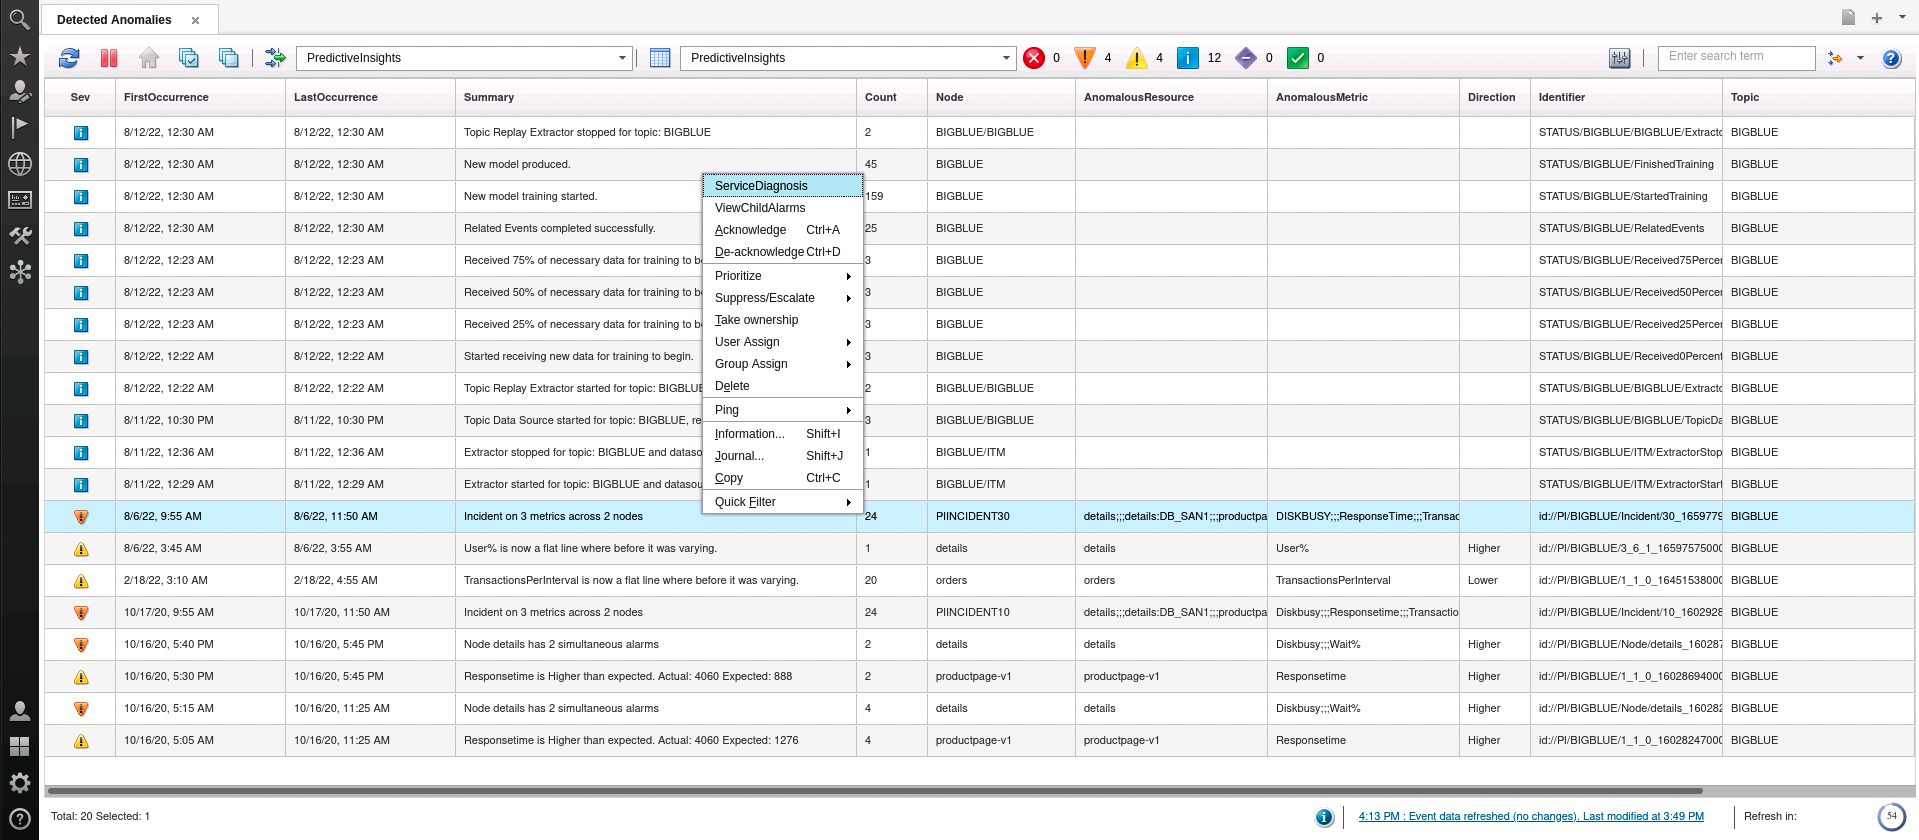 Detected Anomalies
PredictiveInsights PredictiveInsights 0 4 4 12 0 0 Enter search term
Sev FirstOccurrence LastOccurrence Summary Count Node AnomalousResource AnomalousMetric Direction Identifier Topic
8/12/22, 12:30 AM 8/12/22, 12:30 AM Topic Replay Extractor stopped for topic: BIGBLUE 2 BIGBLUE/BIGBLUE STATUS/BIGBLUE/BIGBLUE/Extracto BIGBLUE
8/12/22, 12:30 AM 8/12/22, 12:30 AM New model produced. 45 BIGBLUE STATUS/BIGBLUE/FinishedTraining BIGBLUE
8/12/22, 12:30 AM 8/12/22, 12:30 AM New model training started. 159 BIGBLUE STATUS/BIGBLUE/StartedTraining BIGBLUE
8/12/22, 12:30 AM 8/12/22, 12:30 AM Related Events completed successfully. 25 BIGBLUE STATUS/BIGBLUE/RelatedEvents BIGBLUE
8/12/22, 12:23 AM 8/12/22, 12:23 AM Received 75% of necessary data for training to be 3 BIGBLUE STATUS/BIGBLUE/Received75Percer BIGBLUE
8/12/22, 12:23 AM 8/12/22, 12:23 AM Received 50% of necessary data for training to be 3 BIGBLUE STATUS/BIGBLUE/Received50Percer BIGBLUE
8/12/22, 12:23 AM 8/12/22, 12:23 AM Received 25% of necessary data for training to be 3 BIGBLUE STATUS/BIGBLUE/Received25Percer BIGBLUE
8/12/22, 12:22 AM 8/12/22, 12:22 AM Started receiving new data for training to begin. 3 BIGBLUE STATUS/BIGBLUE/Received0Percent BIGBLUE
8/12/22, 12:22 AM 8/12/22, 12:22 AM Topic Replay Extractor started for topic: BIGBLUE 2 BIGBLUE/BIGBLUE STATUS/BIGBLUE/BIGBLUE/Extracto BIGBLUE
8/11/22, 10:30 PM 8/11/22, 10:30 PM Topic Data Source started for topic: BIGBLUE, re 3 BIGBLUE/BIGBLUE STATUS/BIGBLUE/BIGBLUE/TopicDa BIGBLUE
8/11/22, 12:36 AM 8/11/22, 12:36 AM Extractor stopped for topic: BIGBLUE and dataso 1 BIGBLUE/ITM STATUS/BIGBLUE/ITM/ExtractorStop BIGBLUE
8/11/22, 12:29 AM 8/11/22, 12:29 AM Extractor started for topic: BIGBLUE and datasou 1 BIGBLUE/ITM STATUS/BIGBLUE/ITM/ExtractorStart BIGBLUE
8/6/22, 9:55 AM 8/6/22, 11:50 AM Incident on 3 metrics across 2 nodes 24 PIINCIDENT30 details;;;details:DB_SAN1;;;productpa DISKBUSY;;;ResponseTime;;;Transac id://PI/BIGBLUE/Incident/30_1659779 BIGBLUE
8/6/22, 3:45 AM 8/6/22, 3:55 AM User% is now a flat line where before it was varying. 1 details details User% Higher id://PI/BIGBLUE/3_6_1_16597575000 BIGBLUE
2/18/22, 3:10 AM 2/18/22, 4:55 AM TransactionsPerInterval is now a flat line where before it was varying. 20 orders orders TransactionsPerInterval Lower id://PI/BIGBLUE/1_1_0_16451538000 BIGBLUE
10/17/20, 9:55 AM 10/17/20, 11:50 AM Incident on 3 metrics across 2 nodes 24 PIINCIDENT10 details;;;details:DB_SAN1;;;productpa Diskbusy;;;Responsetime;;;Transactio id://PI/BIGBLUE/Incident/10_1602928 BIGBLUE
10/16/20, 5:40 PM 10/16/20, 5:45 PM Node details has 2 simultaneous alarms 2 details details Diskbusy;;;Wait% Higher id://PI/BIGBLUE/Node/details_160287 BIGBLUE
10/16/20, 5:30 PM 10/16/20, 5:45 PM Responsetime is Higher than expected. Actual: 4060 Expected: 888 2 productpage-v1 productpage-v1 Responsetime Higher id://PI/BIGBLUE/1_1_0_16028694000 BIGBLUE
10/16/20, 5:15 AM 10/16/20, 11:25 AM Node details has 2 simultaneous alarms 4 details details Diskbusy;;;Wait% Higher id://PI/BIGBLUE/Node/details_160282 BIGBLUE
10/16/20, 5:05 AM 10/16/20, 11:25 AM Responsetime is Higher than expected. Actual: 4060 Expected: 1276 4 productpage-v1 productpage-v1 Responsetime Higher id://PI/BIGBLUE/1_1_0_16028247000 BIGBLUE
ServiceDiagnosis
ViewChildAlarms
Acknowledge Ctrl+A
De-acknowledge Ctrl+D
Prioritize
Suppress/Escalate
Take ownership
User Assign
Group Assign
Delete
Ping
Information... Shift+I
Journal... Shift+J
Copy Ctrl+C
Quick Filter
Total: 20 Selected: 1 4:13 PM : Event data refreshed (no changes). Last modified at 3:49 PM Refresh in: 54